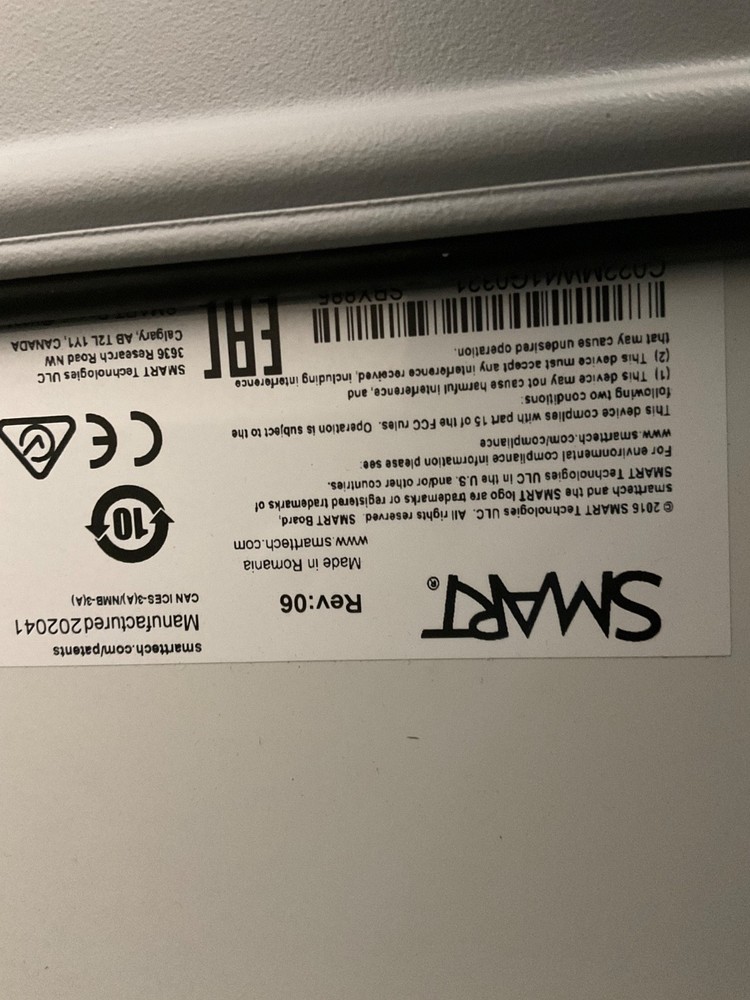 smarttech.com/patents
SMART®
Rev:06
Manufactured202041
CAN ICES-3(A)/NMB-3(A)
Made in Romania
www.smarttech.com
10
© 2016 SMART Technologies ULC. All rights reserved. SMART Board,
smarttech and the SMART logo are trademarks or registered trademarks of
SMART Technologies ULC in the U.S. and/or other countries.
For environmental compliance information please see:
www.smarttech.com/compliance
This device complies with part 15 of the FCC rules. Operation is subject to the
following two conditions:
(1) This device may not cause harmful interference, and
(2) This device must accept any interference received, including interference
that may cause undesired operation.
CE
EAC
SMART Technologies ULC
3636 Research Road NW
Calgary, AB T2L 1Y1, CANADA